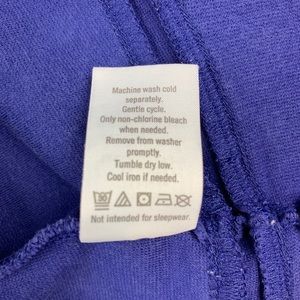 Machine wash cold
separately.
Gentle cycle.
Only non-chlorine bleach
when needed.
Remove from washer
promptly.
Tumble dry low.
Cool iron if needed.
Not intended for sleepwear.